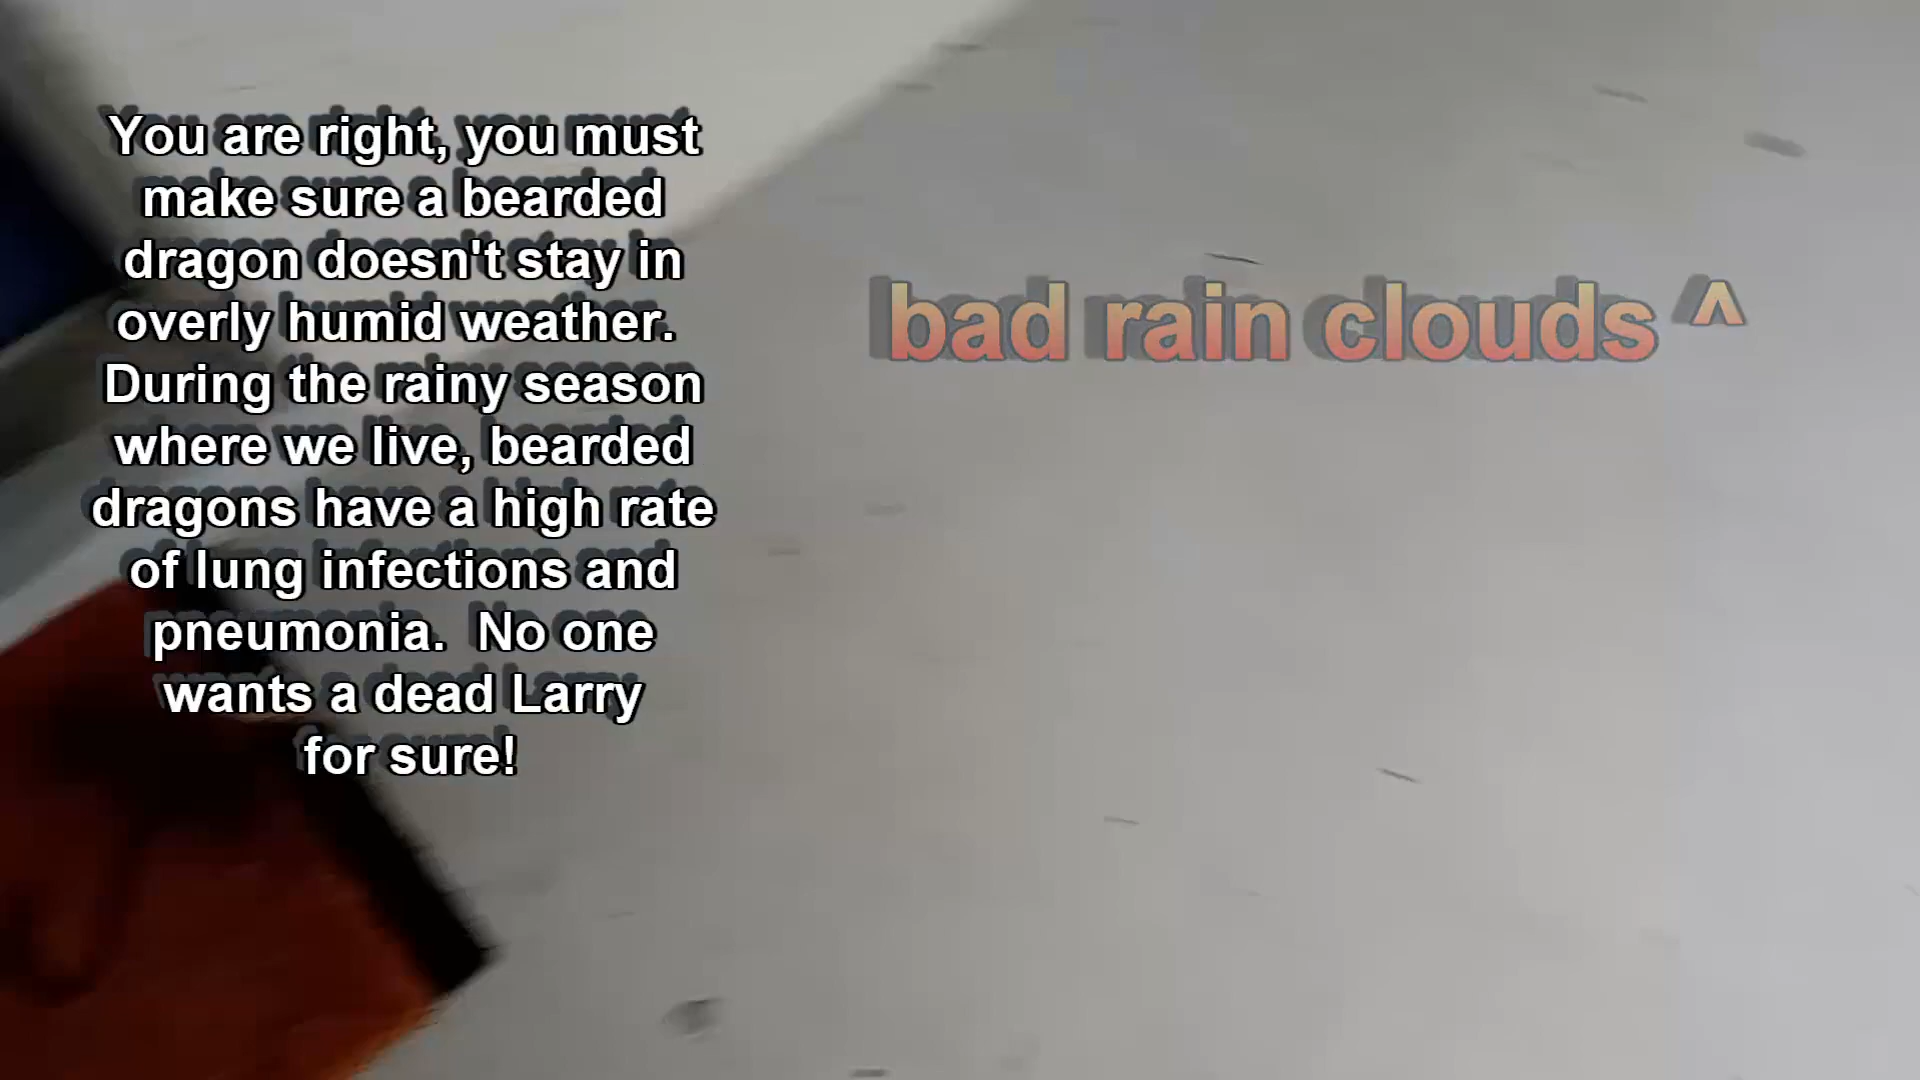 You are right, you must
make sure a bearded
dragon doesn't stay in
overly humid weather.
During the rainy season
where we live, bearded
dragons have a high rate
of lung infections and
pneumonia.  No one
wants a dead Larry
for sure!
bad rain clouds ^